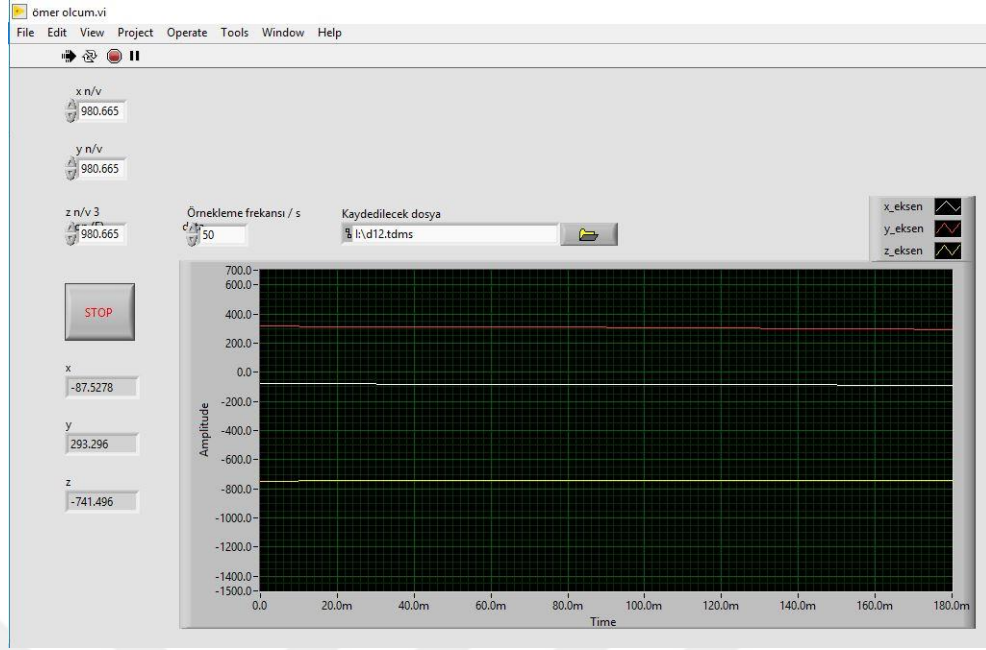 ömer olcum.vi
File Edit View Project Operate Tools Window Help
x n/v
980.665
y n/v
980.665
z n/v 3
980.665
Örnekleme frekansı / s
50
Kaydedilecek dosya
I:\d12.tdms
x_eksen
y_eksen
z_eksen
STOP
x
-87.5278
y
293.296
z
-741.496
Amplitude
700.0
600.0
400.0
200.0
0.0
-200.0
-400.0
-600.0
-800.0
-1000.0
-1200.0
-1400.0
-1500.0
0.0 20.0m 40.0m 60.0m 80.0m 100.0m 120.0m 140.0m 160.0m 180.0m
Time